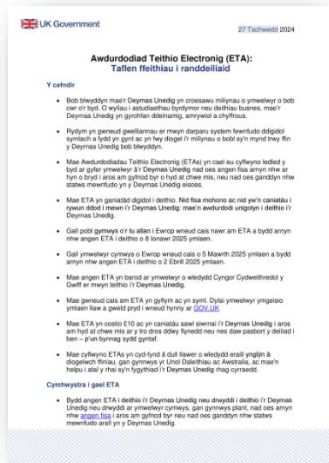 UK Government
27 Tachwedd 2024
Awdurdodiad Teithio Electronig (ETA):
Taflen ffeithiau i randdeiliaid
Y cefndir
• Bob blwyddyn mae'r Deyrnas Unedig yn croesawu miliynau o ymwelwyr o bob
cwr o'r byd. O wyliau i astudiaethau byrdymor neu deithiau busnes, mae'r
Deyrnas Unedig yn gyrchfan ddeinamig, amrywiol a chyffrous.
• Rydym yn gwneud gwelliannau er mwyn darparu system fewnfudo ddigidol
symlach a fydd yn gynt ac yn fwy diogel i'r miliynau o bobl sy'n mynd trwy ffin
y Deyrnas Unedig bob blwyddyn.
• Mae Awdurdodiadau Teithio Electronig (ETAs) yn cael eu cyflwyno ledled y
byd ar gyfer ymwelwyr â'r Deyrnas Unedig nad oes angen fisa arnyn nhw ar
hyn o bryd i aros am gyfnod byr o hyd at chwe mis, neu nad oes ganddyn nhw
statws mewnfudo yn y Deyrnas Unedig eisoes.
• Mae ETA yn ganiatâd digidol i deithio. Nid fisa mohono ac nid yw'n caniatáu i
rywun ddod i mewn i'r Deyrnas Unedig: mae'n awdurdodi unigolyn i deithio i'r
Deyrnas Unedig.
• Gall pobl gymwys o'r tu allan i Ewrop wneud cais nawr am ETA a bydd arnyn
nhw angen ETA i deithio o 8 Ionawr 2025 ymlaen.
• Gall ymwelwyr cymwys o Ewrop wneud cais o 5 Mawrth 2025 ymlaen a bydd
arnyn nhw angen ETA i deithio o 2 Ebrill 2025 ymlaen.
• Mae angen ETA yn barod ar ymwelwyr o wledydd Cyngor Cydweithredol y
Gwlff er mwyn teithio i'r Deyrnas Unedig.
• Mae gwneud cais am ETA yn gyflym ac yn syml. Dylai ymwelwyr ymgeisio
ymlaen llaw a gweld pryd i wneud hynny ar GOV.UK
• Mae ETA yn costio £10 ac yn caniatáu sawl siwrnai i'r Deyrnas Unedig i aros
am hyd at chwe mis ar y tro dros ddwy flynedd neu nes daw pasbort y deiliad i
ben – p'un bynnag sydd gyntaf.
• Mae cyflwyno ETAs yn cyd-fynd â dull llawer o wledydd eraill ynglŷn â
diogelwch ffiniau, gan gynnwys yr Unol Daleithiau ac Awstralia, ac mae'n
helpu i atal y rhai sy'n fygythiad i'r Deyrnas Unedig rhag cyrraedd.
Cymhwystra i gael ETA
• Bydd angen ETA i deithio i'r Deyrnas Unedig neu drwyddi i deithio i'r Deyrnas
Unedig neu drwyddi ar ymwelwyr cymwys, gan gynnwys plant, nad oes arnyn
nhw angen fisa i aros am gyfnod byr neu nad oes ganddyn nhw statws
mewnfudo arall yn y Deyrnas Unedig.